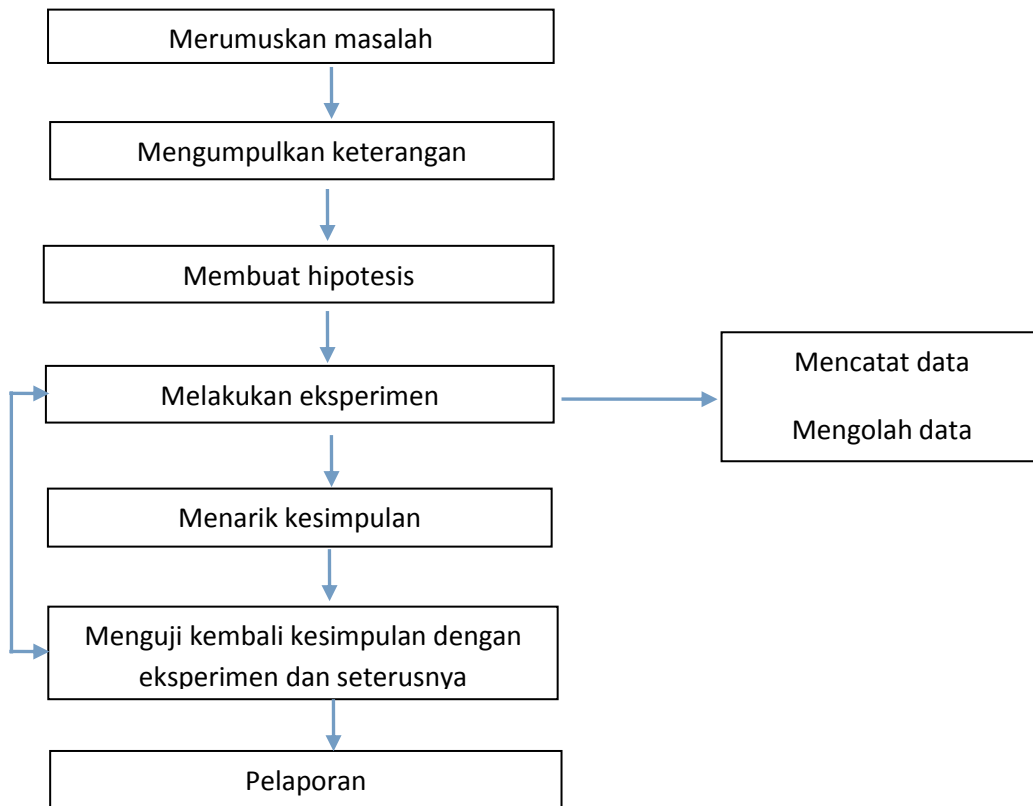 Merumuskan masalah
Mengumpulkan keterangan
Membuat hipotesis
Melakukan eksperimen
Mencatat data
Mengolah data
Menarik kesimpulan
Menguji kembali kesimpulan dengan
eksperimen dan seterusnya
Pelaporan